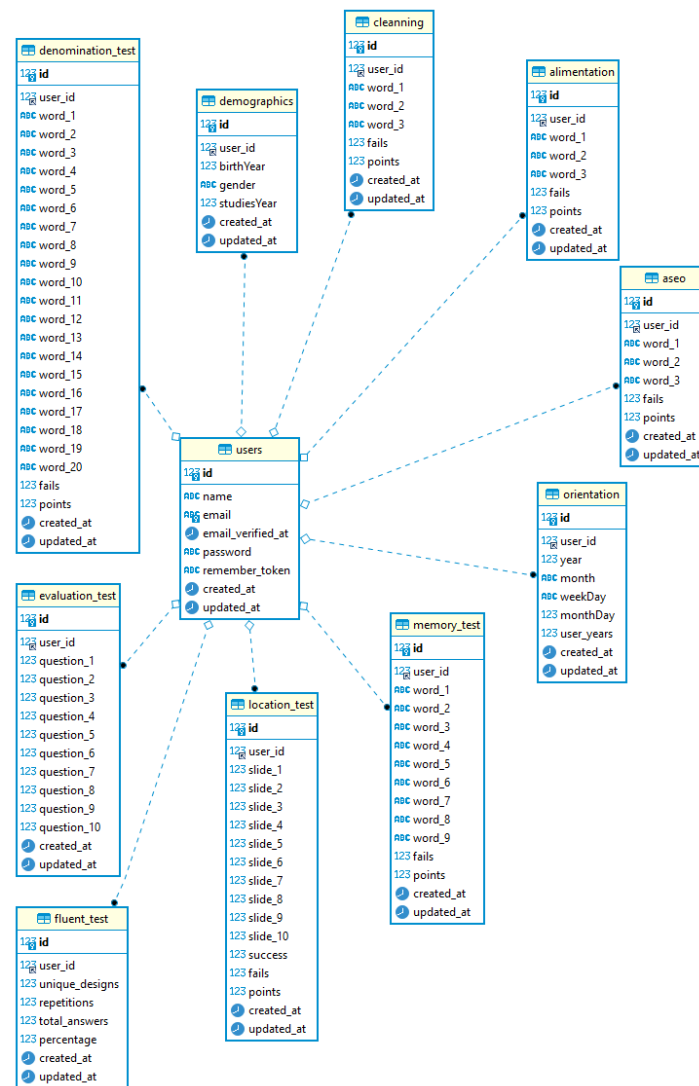 denomination_test
id
user_id
word_1
word_2
word_3
word_4
word_5
word_6
word_7
word_8
word_9
word_10
word_11
word_12
word_13
word_14
word_15
word_16
word_17
word_18
word_19
word_20
fails
points
created_at
updated_at
demographics
id
user_id
birthYear
gender
studiesYear
created_at
updated_at
cleanning
id
user_id
word_1
word_2
word_3
fails
points
created_at
updated_at
alimentation
id
user_id
word_1
word_2
word_3
fails
points
created_at
updated_at
aseo
id
user_id
word_1
word_2
word_3
fails
points
created_at
updated_at
users
id
name
email
email_verified_at
password
remember_token
created_at
updated_at
orientation
id
user_id
year
month
weekDay
monthDay
user_years
created_at
updated_at
evaluation_test
id
user_id
question_1
question_2
question_3
question_4
question_5
question_6
question_7
question_8
question_9
question_10
created_at
updated_at
memory_test
id
user_id
word_1
word_2
word_3
word_4
word_5
word_6
word_7
word_8
word_9
fails
points
created_at
updated_at
location_test
id
user_id
slide_1
slide_2
slide_3
slide_4
slide_5
slide_6
slide_7
slide_8
slide_9
slide_10
success
fails
points
created_at
updated_at
fluent_test
id
user_id
unique_designs
repetitions
total_answers
percentage
created_at
updated_at